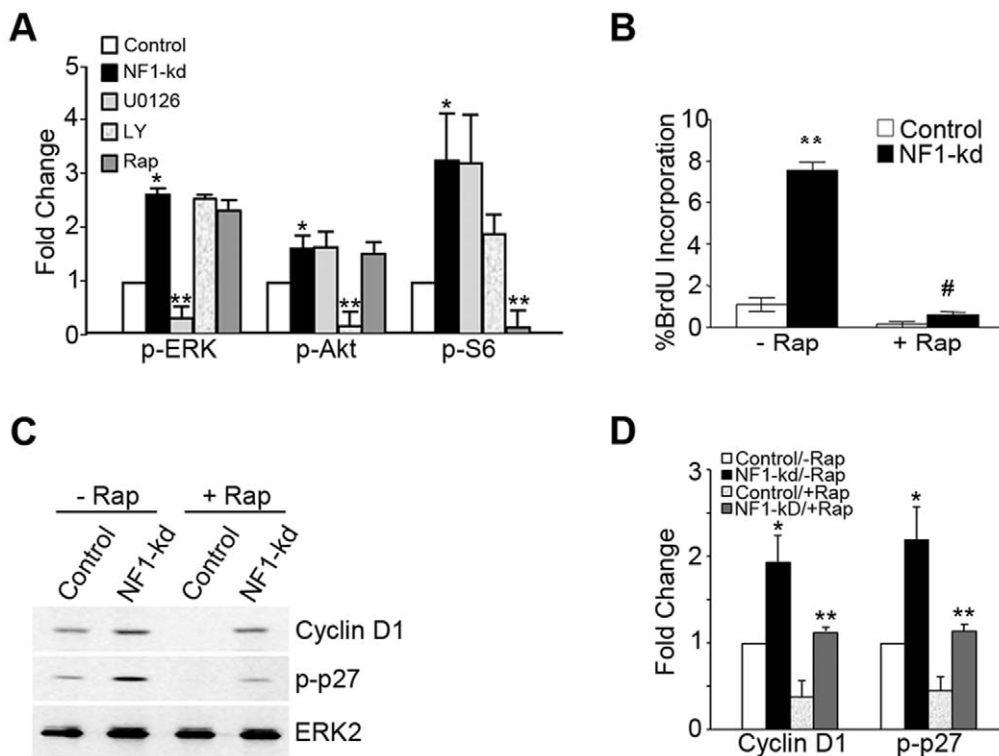 A
Control
NF1-kd
U0126
LY
Rap
5
4
3
2
1
0
Fold Change
*
**
*
**
*
**
p-ERK p-Akt p-S6
B
Control
NF1-kd
10
8
6
4
2
0
%BrdU Incorporation
**
#
- Rap + Rap
C
- Rap + Rap
Control NF1-kd Control NF1-kd
Cyclin D1
p-p27
ERK2
D
Control/-Rap
NF1-kd/-Rap
Control/+Rap
NF1-kD/+Rap
3
2
1
0
Fold Change
*
**
*
**
Cyclin D1 p-p27